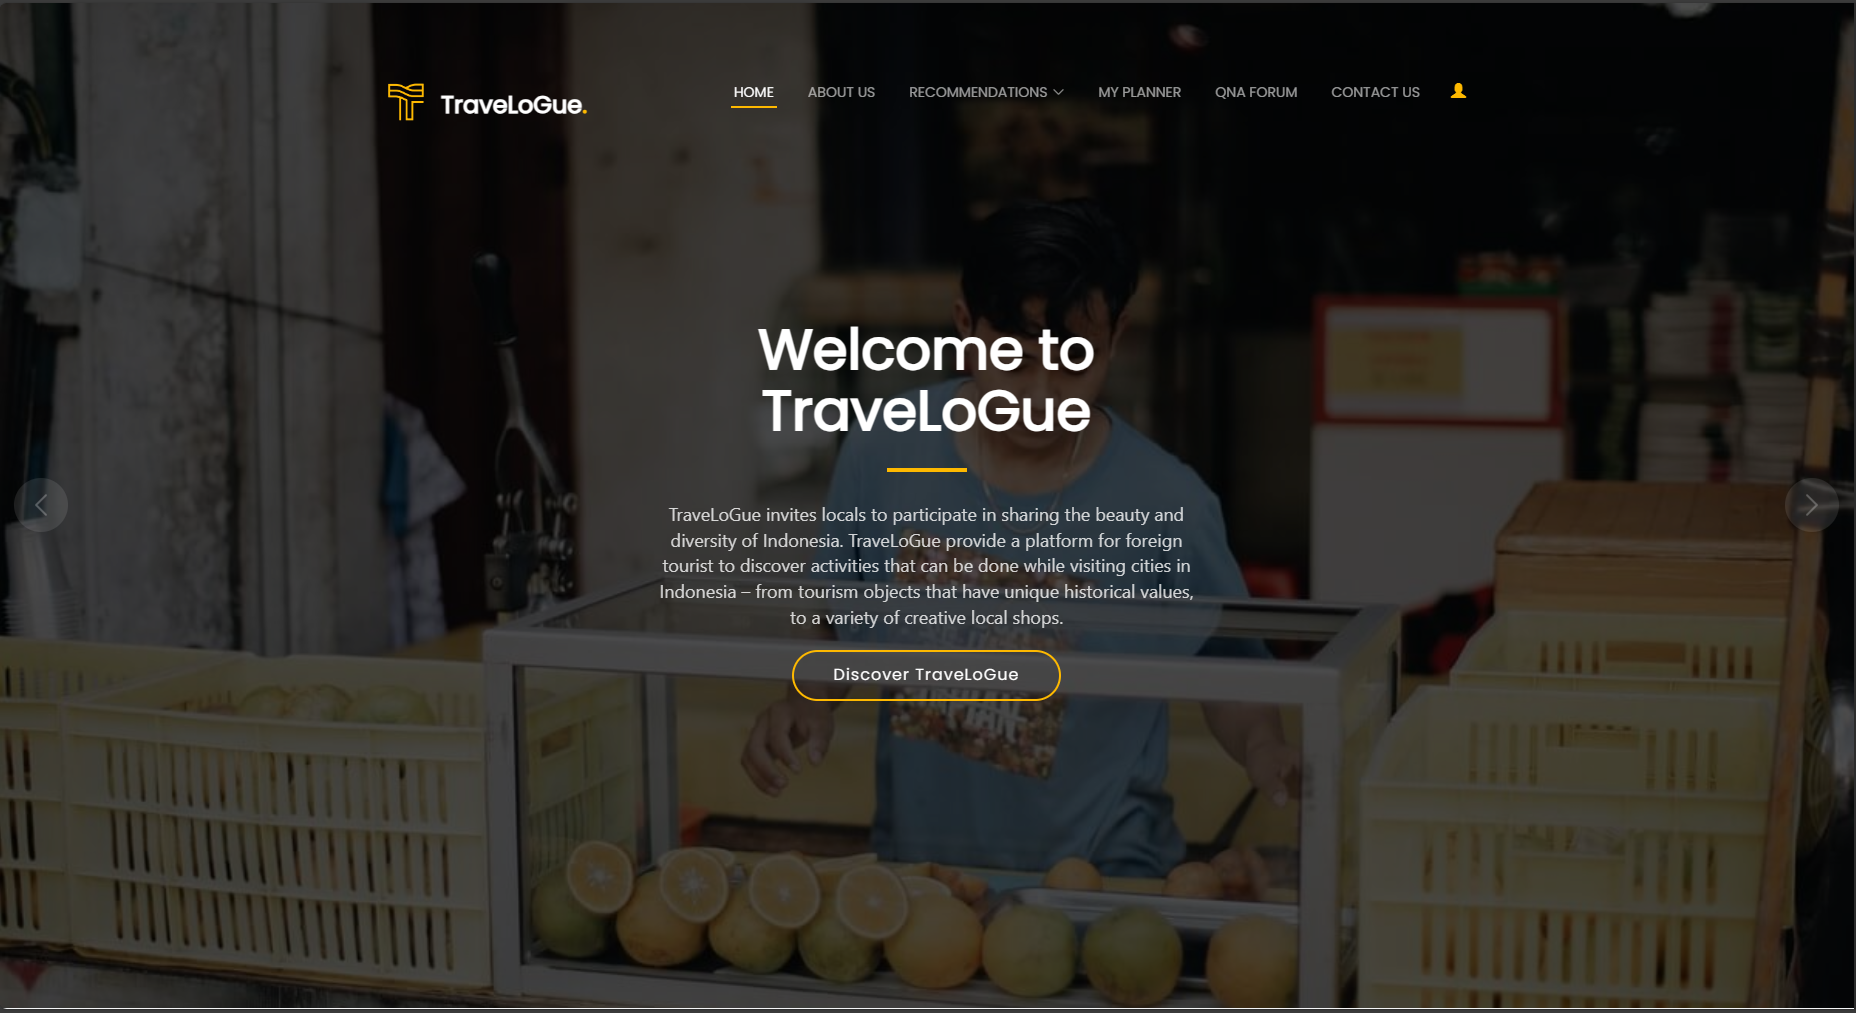 TraveLoGue.
HOME
ABOUT US
RECOMMENDATIONS
MY PLANNER
QNA FORUM
CONTACT US
Welcome to
TraveLoGue
TraveLoGue invites locals to participate in sharing the beauty and
diversity of Indonesia. TraveLoGue provide a platform for foreign
tourist to discover activities that can be done while visiting cities in
Indonesia – from tourism objects that have unique historical values,
to a variety of creative local shops.
Discover TraveLoGue